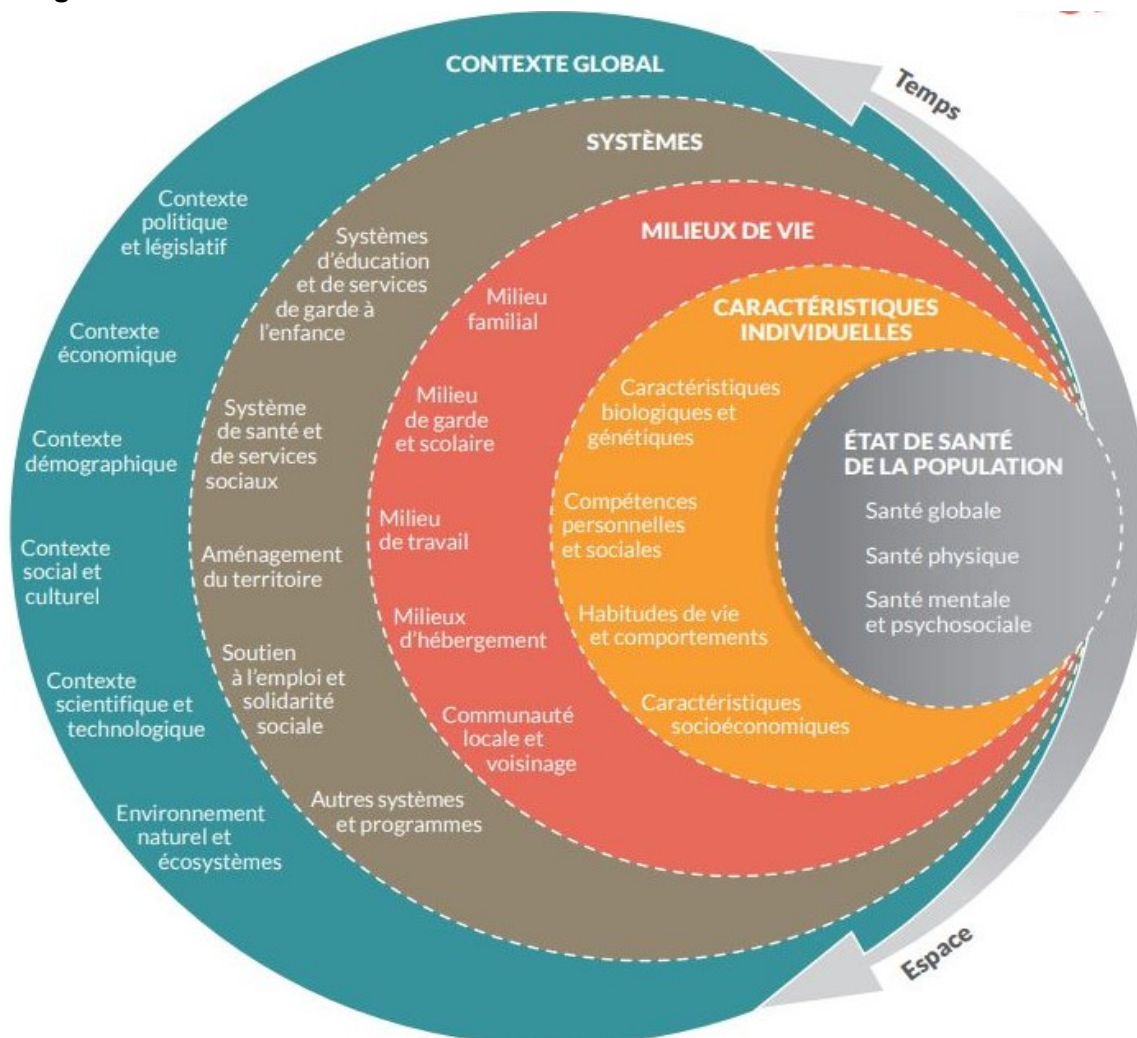 CONTEXTE GLOBAL
Contexte
politique
et législatif
Contexte
économique
Contexte
démographique
Contexte
social et
culturel
Contexte
scientifique et
technologique
Environnement
naturel et
écosystèmes
SYSTÈMES
Systèmes
d'éducation
et de services
de garde à
l'enfance
Système
de santé et
de services
sociaux
Aménagement
du territoire
Soutien
à l'emploi et
solidarité
sociale
Autres systèmes
et programmes
MILIEUX DE VIE
Milieu
familial
Milieu
de garde
et scolaire
Milieu
de travail
Milieux
d'hébergement
Communauté
locale et
voisinage
CARACTÉRISTIQUES
INDIVIDUELLES
Caractéristiques
biologiques et
génétiques
Compétences
personnelles
et sociales
Habitudes de vie
et comportements
Caractéristiques
socioéconomiques
ÉTAT DE SANTÉ
DE LA POPULATION
Santé globale
Santé physique
Santé mentale
et psychosociale
Temps
Espace